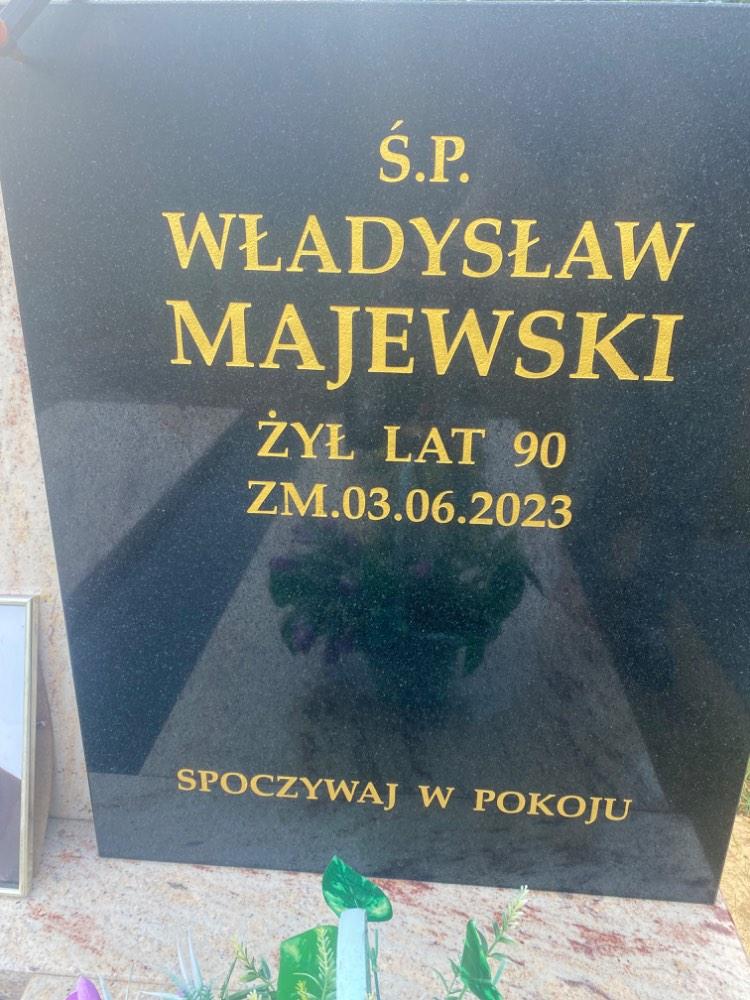 Ś.P.
WŁADYSŁAW
MAJEWSKI
ŻYŁ LAT 90
ZM.03.06.2023
SPOCZYWAJ W POKOJU